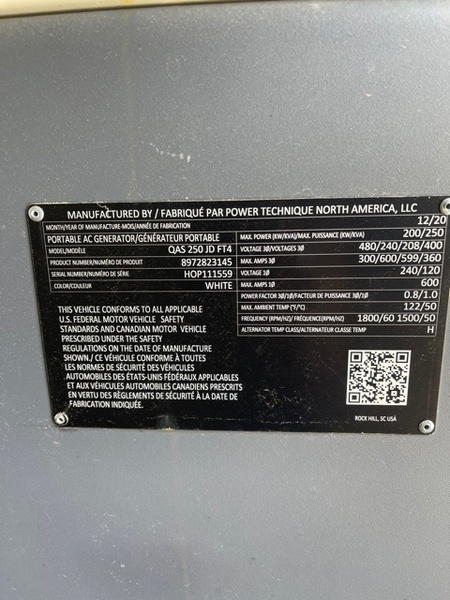 MANUFACTURED BY / FABRIQUÉ PAR POWER TECHNIQUE NORTH AMERICA, LLC
MONTH/YEAR OF MANUFACTURE-MOIS/ANNÉE DE FABRICATION 12/20
PORTABLE AC GENERATOR/GÉNÉRATEUR PORTABLE
MODEL/MODÈLE QAS 250 JD FT4
PRODUCT NUMBER/NUMÉRO DE PRODUIT 8972823145
SERIAL NUMBER/NUMÉRO DE SÉRIE HOP111559
COLOR/COULEUR WHITE
MAX. POWER (KW/KVA)/MAX. PUISSANCE (KW/KVA) 200/250
VOLTAGE 3Ø/VOLTAGES 3Ø 480/240/208/400
MAX. AMPS 3Ø 300/600/599/360
VOLTAGE 1Ø 240/120
MAX. AMPS 1Ø 600
POWER FACTOR 3Ø/1Ø/FACTEUR DE PUISSANCE 3Ø/1Ø 0.8/1.0
MAX. AMBIENT TEMP (°F/°C) 122/50
FREQUENCY (RPM/HZ)/FRÉQUENCE(RPM/HZ) 1800/60 1500/50
ALTERNATOR TEMP CLASS/ALTERNATEUR CLASSE TEMP H
THIS VEHICLE CONFORMS TO ALL APPLICABLE
U.S. FEDERAL MOTOR VEHICLE SAFETY
STANDARDS AND CANADIAN MOTOR VEHICLE
PRESCRIBED UNDER THE SAFETY
REGULATIONS ON THE DATE OF MANUFACTURE
SHOWN./ CE VÉHICULE CONFORME À TOUTES
LES NORMES DE SÉCURITÉ DES VÉHICULES
AUTOMOBILES DES ÉTATS-UNIS FÉDÉRAUX APPLICABLES
ET AUX VÉHICULES AUTOMOBILES CANADIENS PRESCRITS
EN VERTU DES RÈGLEMENTS DE SÉCURITÉ À LA DATE DE
FABRICATION INDIQUÉE.
ROCK HILL, SC USA